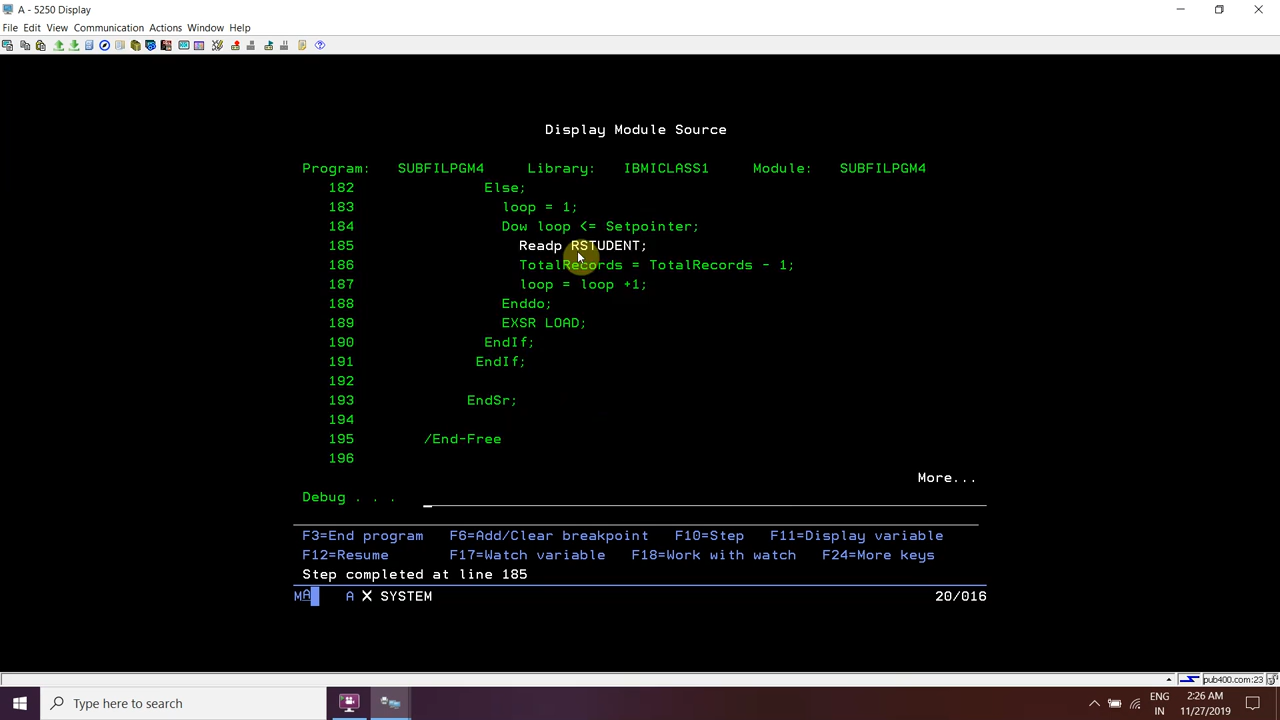 A - 5250 Display
File Edit View Communication Actions Window Help
Display Module Source
Program: SUBFILPGM4 Library: IBMICLASS1 Module: SUBFILPGM4
182 Else;
183 loop = 1;
184 Dow loop <= Setpointer;
185 Readp RSTUDENT;
186 TotalRecords = TotalRecords - 1;
187 loop = loop +1;
188 Enddo;
189 EXSR LOAD;
190 EndIf;
191 EndIf;
192
193 EndSr;
194
195 /End-Free
196
More...
Debug . . .
F3=End program F6=Add/Clear breakpoint F10=Step F11=Display variable
F12=Resume F17=Watch variable F18=Work with watch F24=More keys
Step completed at line 185
MA A X SYSTEM 20/016
pub400.com:23
Type here to search
ENG
IN
2:26 AM
11/27/2019